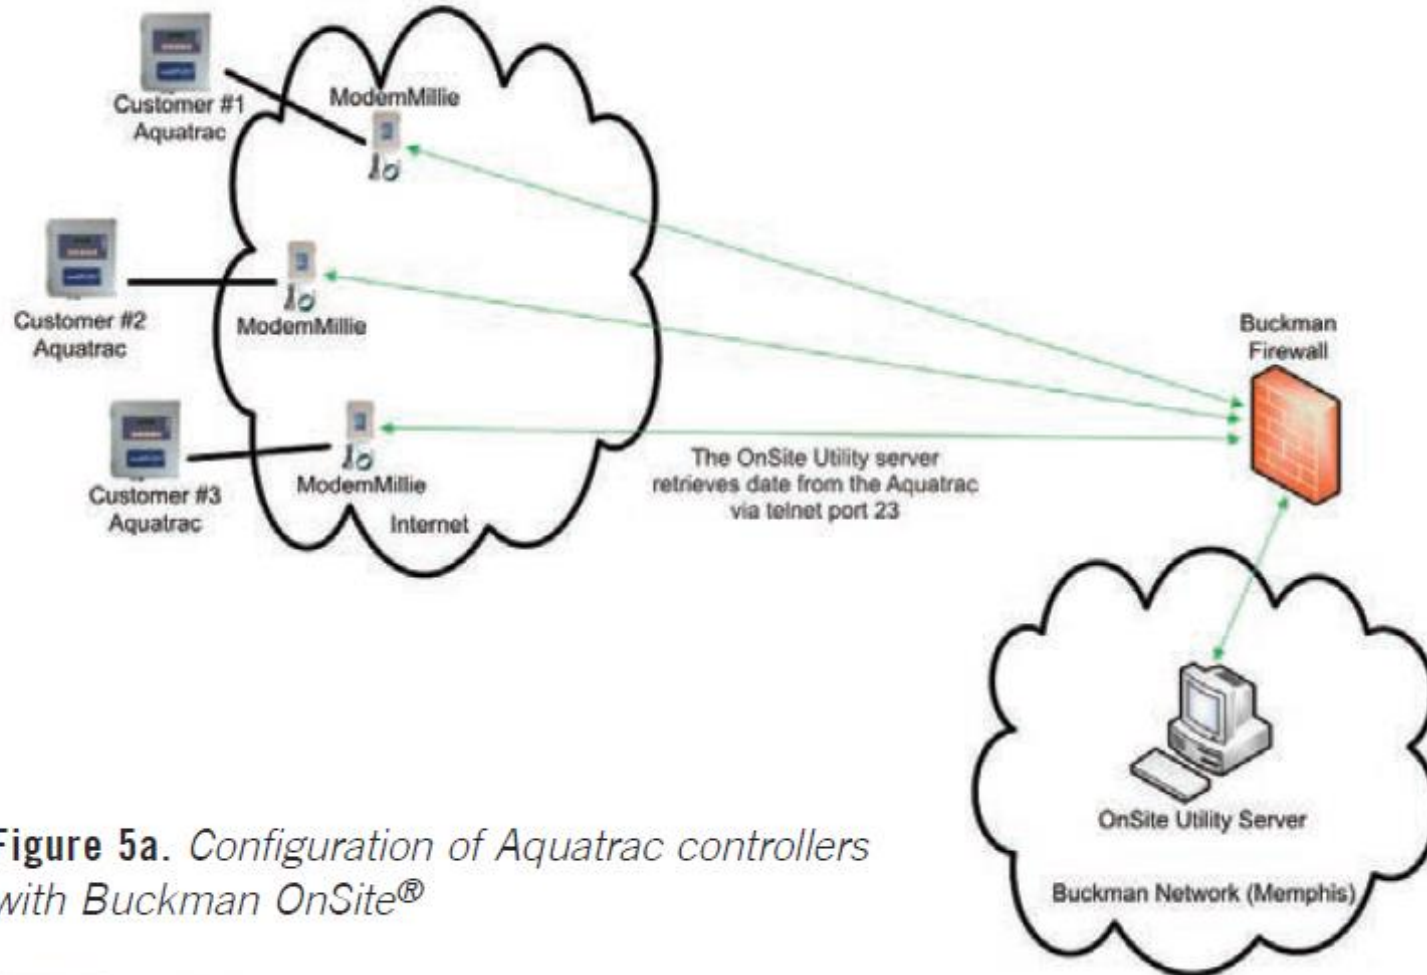 Customer #1
Aquatrac
ModemMillie
Customer #2
Aquatrac
ModemMillie
Customer #3
Aquatrac
ModemMillie
Internet
The OnSite Utility server
retrieves date from the Aquatrac
via telnet port 23
Buckman
Firewall
OnSite Utility Server
Buckman Network (Memphis)
Figure 5a. Configuration of Aquatrac controllers
with Buckman OnSite®